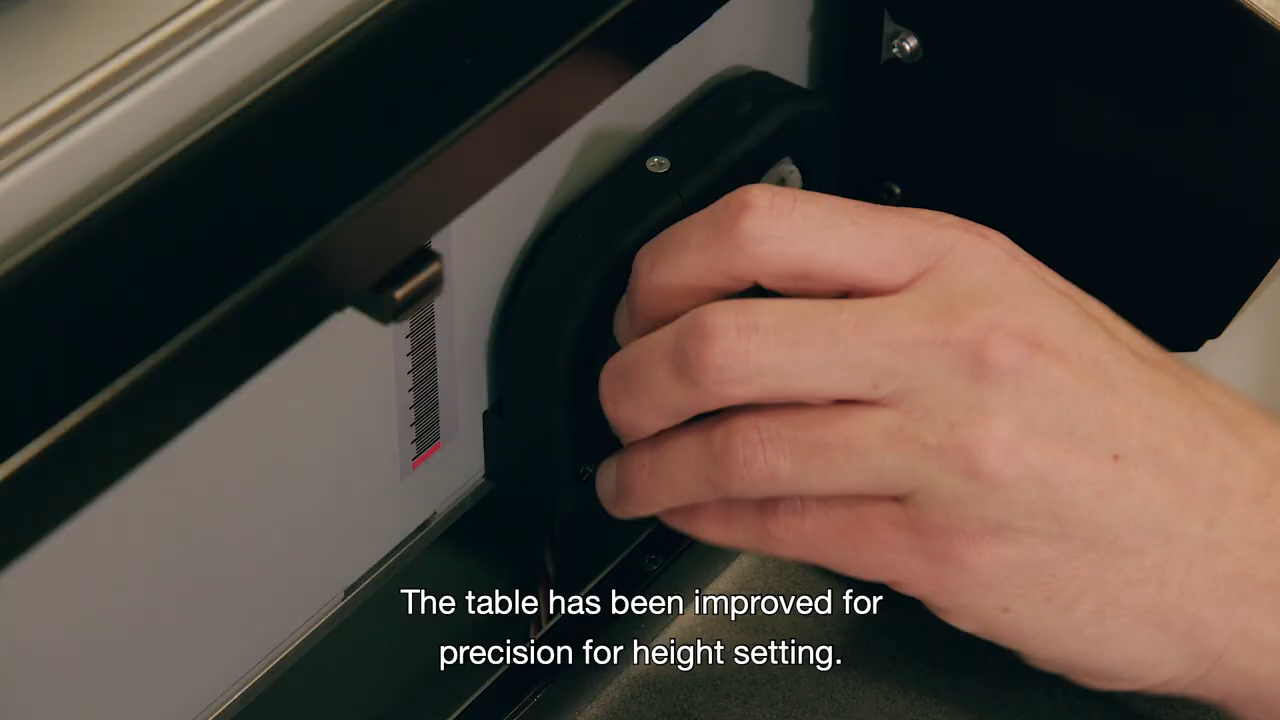 The table has been improved for
precision for height setting.